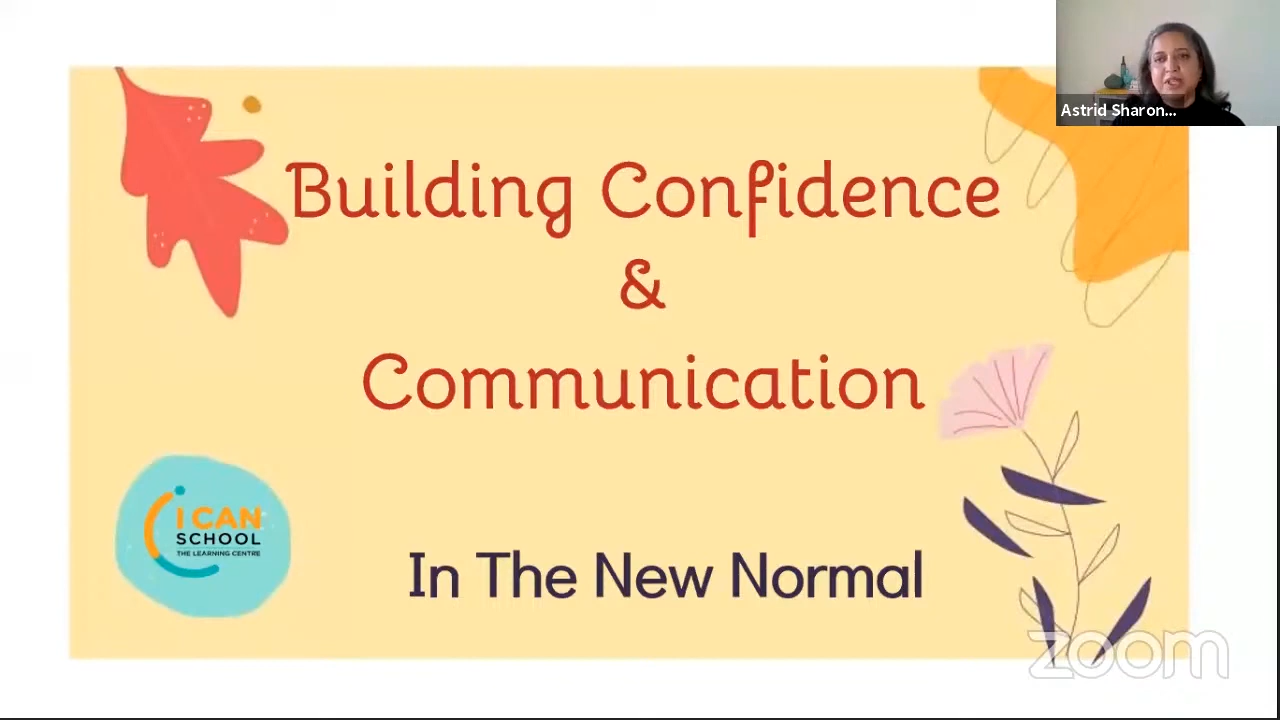 Astrid Sharon...
Building Confidence
&
Communication
I CAN
SCHOOL
THE LEARNING CENTRE
In The New Normal
zoom